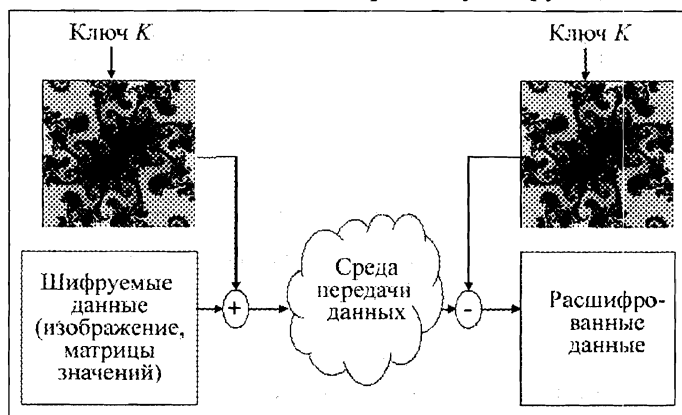 Ключ K
Ключ K
Шифруемые
данные
(изображение,
матрицы
значений)
+
Среда
передачи
данных
-
Расшифро-
ванные
данные